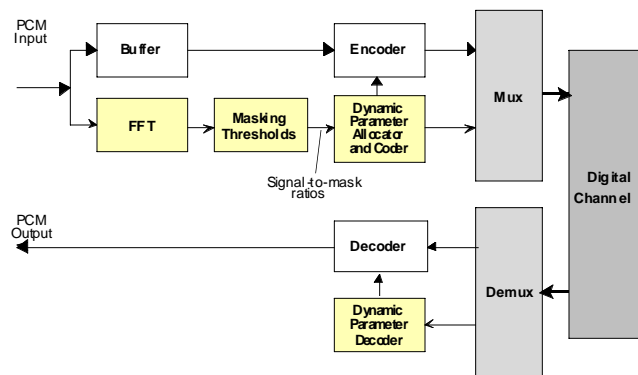 PCM
Input
Buffer
Encoder
Mux
FFT
Masking
Thresholds
Dynamic
Parameter
Allocator
and Coder
Signal-to-mask
ratios
Digital
Channel
PCM
Output
Decoder
Demux
Dynamic
Parameter
Decoder